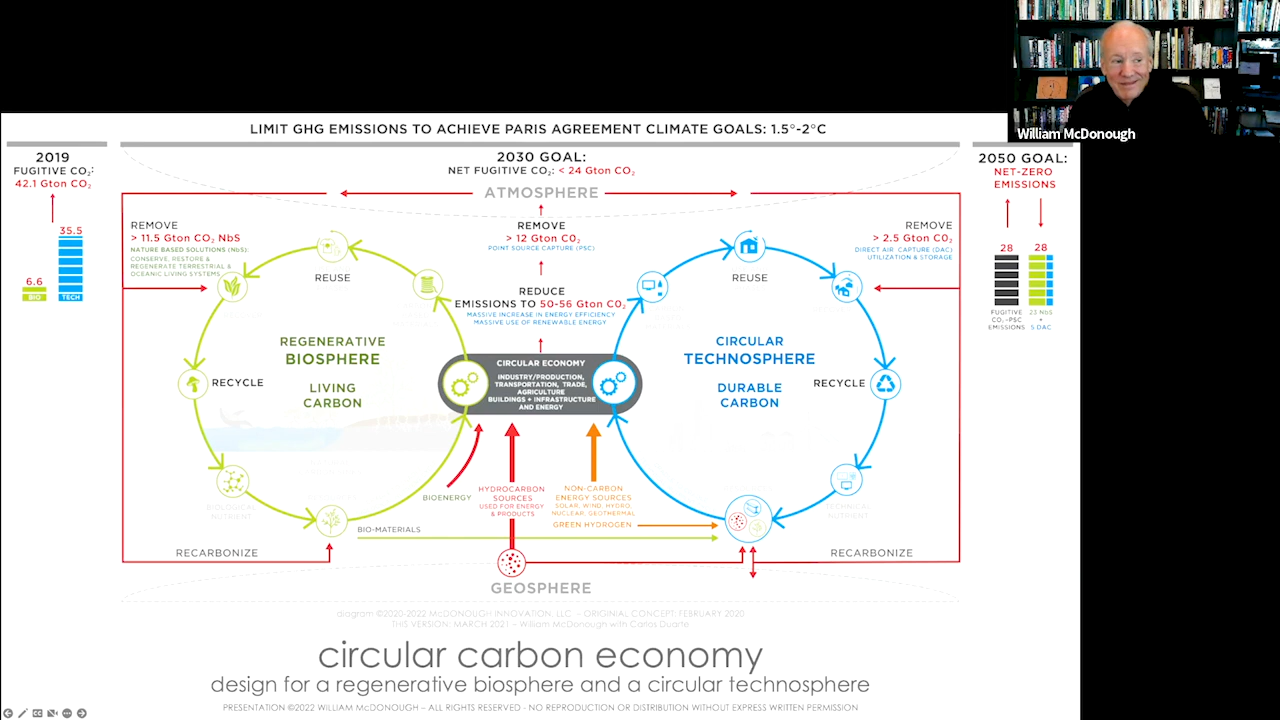 William McDonough
LIMIT GHG EMISSIONS TO ACHIEVE PARIS AGREEMENT CLIMATE GOALS: 1.5°-2°C
2019
FUGITIVE CO₂:
42.1 Gton CO₂
35.5
6.6
BIO
TECH
2030 GOAL:
NET FUGITIVE CO₂: < 24 Gton CO₂
ATMOSPHERE
REMOVE
> 11.5 Gton CO₂ NbS
NATURE BASED SOLUTIONS (NbS):
CONSERVE, RESTORE &
REGENERATE TERRESTRIAL &
OCEANIC LIVING SYSTEMS
REMOVE
> 12 Gton CO₂
POINT SOURCE CAPTURE (PSC)
REMOVE
> 2.5 Gton CO₂
DIRECT AIR CAPTURE (DAC)
UTILIZATION & STORAGE
REDUCE
EMISSIONS TO 50-56 Gton CO₂
MASSIVE INCREASE IN ENERGY EFFICIENCY
MASSIVE USE OF RENEWABLE ENERGY
REUSE
REGENERATIVE
BIOSPHERE
LIVING
CARBON
RECYCLE
CIRCULAR ECONOMY
INDUSTRY/PRODUCTION,
TRANSPORTATION, TRADE,
AGRICULTURE
BUILDINGS + INFRASTRUCTURE
AND ENERGY
REUSE
CIRCULAR
TECHNOSPHERE
DURABLE
CARBON
RECYCLE
2050 GOAL:
NET-ZERO
EMISSIONS
28
28
FUGITIVE
CO₂+PSC
EMISSIONS
23 NbS
+
5 DAC
BIOLOGICAL
NUTRIENT
TECHNICAL
NUTRIENT
BIOENERGY
HYDROCARBON
SOURCES
USED FOR ENERGY
& PRODUCTS
NON-CARBON
ENERGY SOURCES
SOLAR, WIND, HYDRO,
NUCLEAR, GEOTHERMAL
GREEN HYDROGEN
BIO-MATERIALS
RECARBONIZE
RECARBONIZE
GEOSPHERE
diagram ©2020-2022 McDONOUGH INNOVATION, LLC – ORIGINIAL CONCEPT: FEBRUARY 2020
THIS VERSION: MARCH 2021 – William McDonough with Carlos Duarte
circular carbon economy
design for a regenerative biosphere and a circular technosphere
PRESENTATION ©2022 WILLIAM MCDONOUGH – ALL RIGHTS RESERVED - NO REPRODUCTION OR DISTRIBUTION WITHOUT EXPRESS WRITTEN PERMISSION